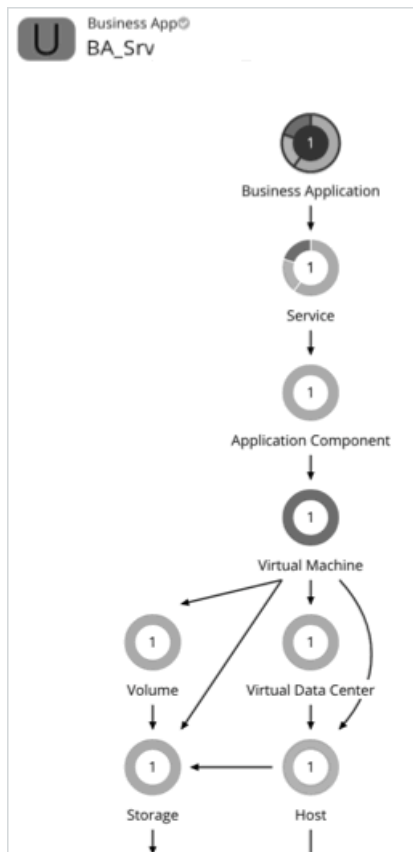 U
Business App
BA_Srv
1
Business Application
1
Service
1
Application Component
1
Virtual Machine
1
1
Volume
Virtual Data Center
1
1
Storage
Host